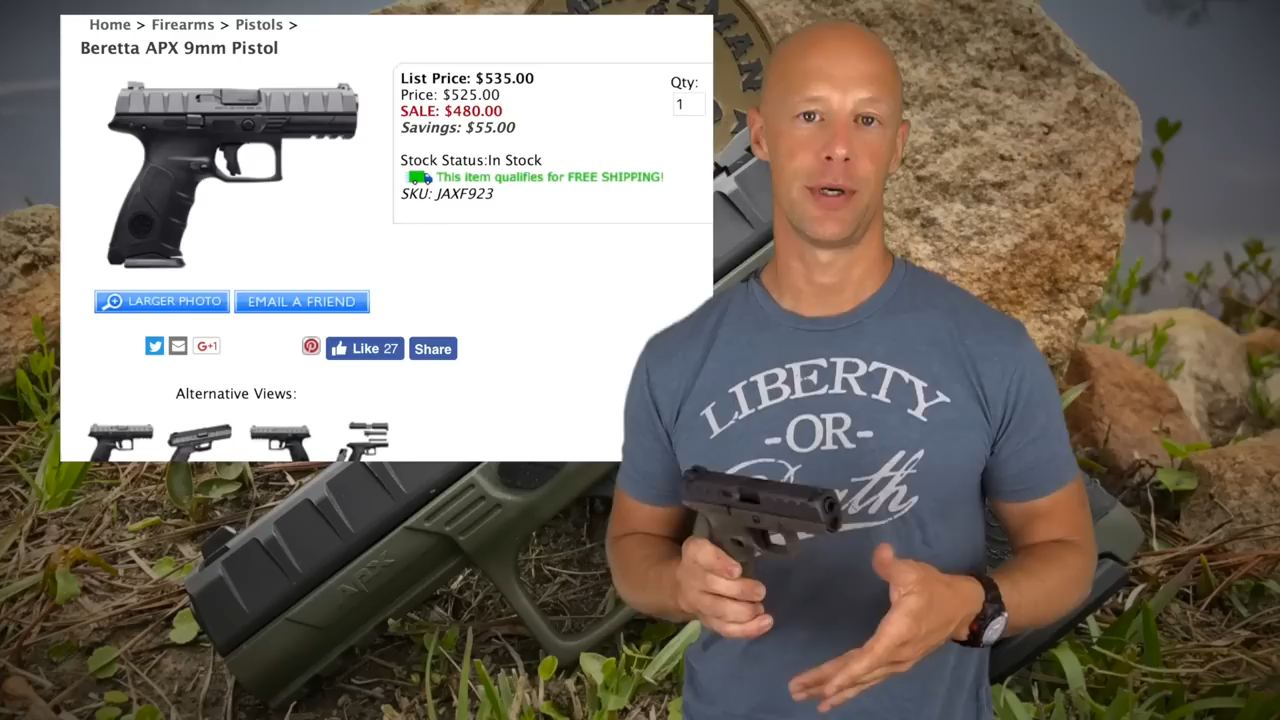 Home > Firearms > Pistols >
Beretta APX 9mm Pistol
List Price: $535.00
Price: $525.00
SALE: $480.00
Savings: $55.00
Qty:
1
Stock Status:In Stock
This item qualifies for FREE SHIPPING!
SKU: JAXF923
LARGER PHOTO
EMAIL A FRIEND
G+1
Like 27
Share
Alternative Views:
LIBERTY
-OR-
Death
APX